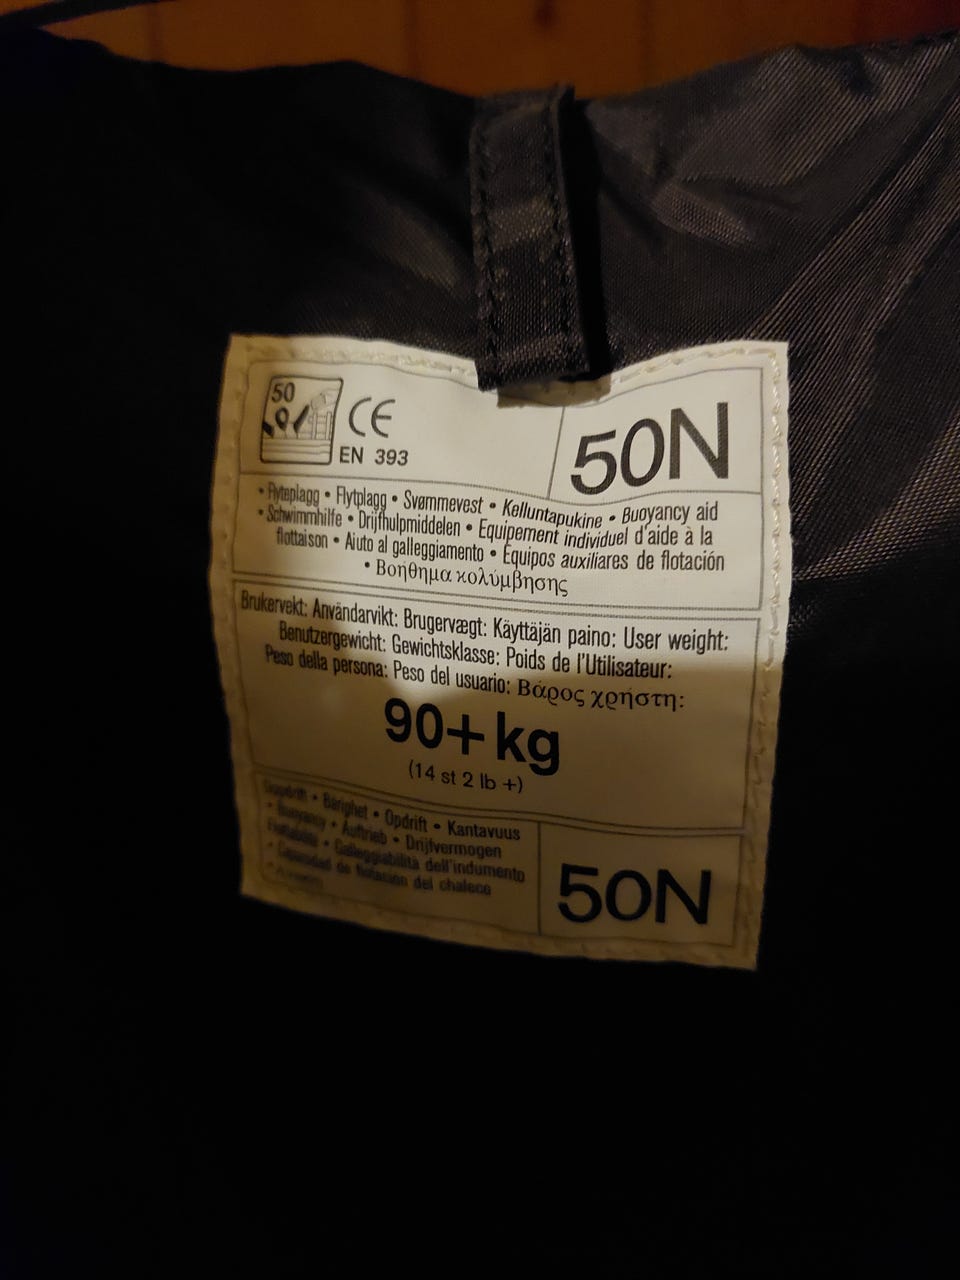 50
CE
EN 393
50N
• Flyteplagg • Flytplagg • Svømmevest • Kelluntapukine • Buoyancy aid
• Schwimmhilfe • Drijfhulpmiddelen • Equipement individuel d'aide à la
flottaison • Aiuto al galleggiamento • Equipos auxiliares de flotación
• Βοήθημα κολύμβησης
Brukervekt: Användarvikt: Brugervægt: Käyttäjän paino: User weight:
Benutzergewicht: Gewichtsklasse: Poids de l'Utilisateur:
Peso della persona: Peso del usuario: Βάρος χρήστη:
90+ kg
(14 st 2 lb +)
• Bärighet • Opdrift • Kantavuus
• Buoyancy • Auftrieb • Drijfvermogen
Flottabilité • Galleggiabilità dell'indumento
• Capacidad de flotación del chaleco
50N